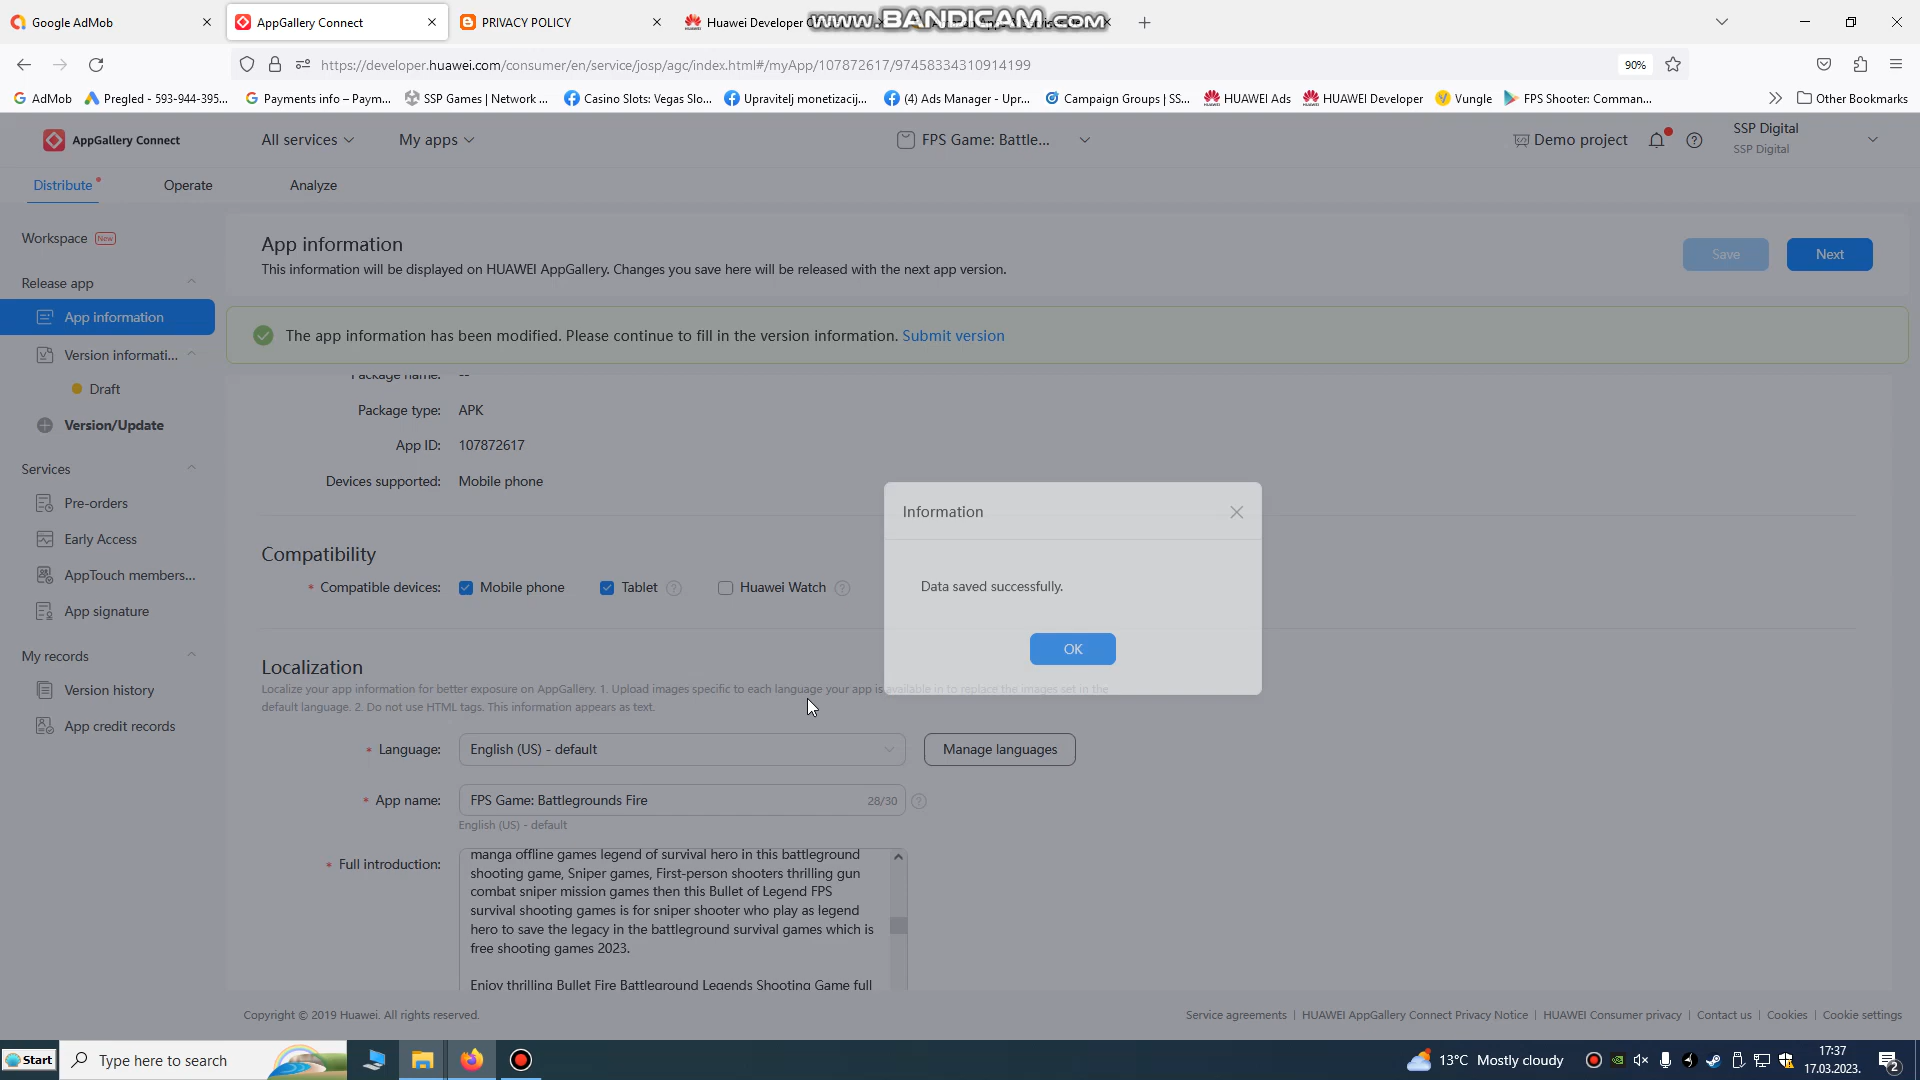 Google AdMob
AppGallery Connect
PRIVACY POLICY
Huawei Developer
www.BANDICAM.com
https://developer.huawei.com/consumer/en/service/josp/agc/index.html#/myApp/107872617/97458334310914199
90%
AdMob
Pregled - 593-944-395...
Payments info – Paym...
SSP Games | Network ...
Casino Slots: Vegas Slo...
Upravitelj monetizacij...
(4) Ads Manager - Upr...
Campaign Groups | SS...
HUAWEI Ads
HUAWEI Developer
Vungle
FPS Shooter: Comman...
Other Bookmarks
AppGallery Connect
All services
My apps
FPS Game: Battle...
Demo project
SSP Digital
SSP Digital
Distribute
Operate
Analyze
Workspace New
Release app
App information
Version informati...
Draft
Version/Update
Services
Pre-orders
Early Access
AppTouch members...
App signature
My records
Version history
App credit records
App information
This information will be displayed on HUAWEI AppGallery. Changes you save here will be released with the next app version.
Save
Next
The app information has been modified. Please continue to fill in the version information. Submit version
Package name: --
Package type: APK
App ID: 107872617
Devices supported: Mobile phone
Compatibility
* Compatible devices: Mobile phone Tablet Huawei Watch
Information
Data saved successfully.
OK
Localization
Localize your app information for better exposure on AppGallery. 1. Upload images specific to each language your app is available in to replace the images set in the
default language. 2. Do not use HTML tags. This information appears as text.
* Language: English (US) - default
Manage languages
* App name: FPS Game: Battlegrounds Fire 28/30
English (US) - default
* Full introduction:
manga offline games legend of survival hero in this battleground
shooting game, Sniper games, First-person shooters thrilling gun
combat sniper mission games then this Bullet of Legend FPS
survival shooting games is for sniper shooter who play as legend
hero to save the legacy in the battleground survival games which is
free shooting games 2023.
Enjoy thrilling Bullet Fire Battleground Legends Shooting Game full
Copyright © 2019 Huawei. All rights reserved.
Service agreements | HUAWEI AppGallery Connect Privacy Notice | HUAWEI Consumer privacy | Contact us | Cookies | Cookie settings
Start
Type here to search
13°C Mostly cloudy
17:37
17.03.2023.
2